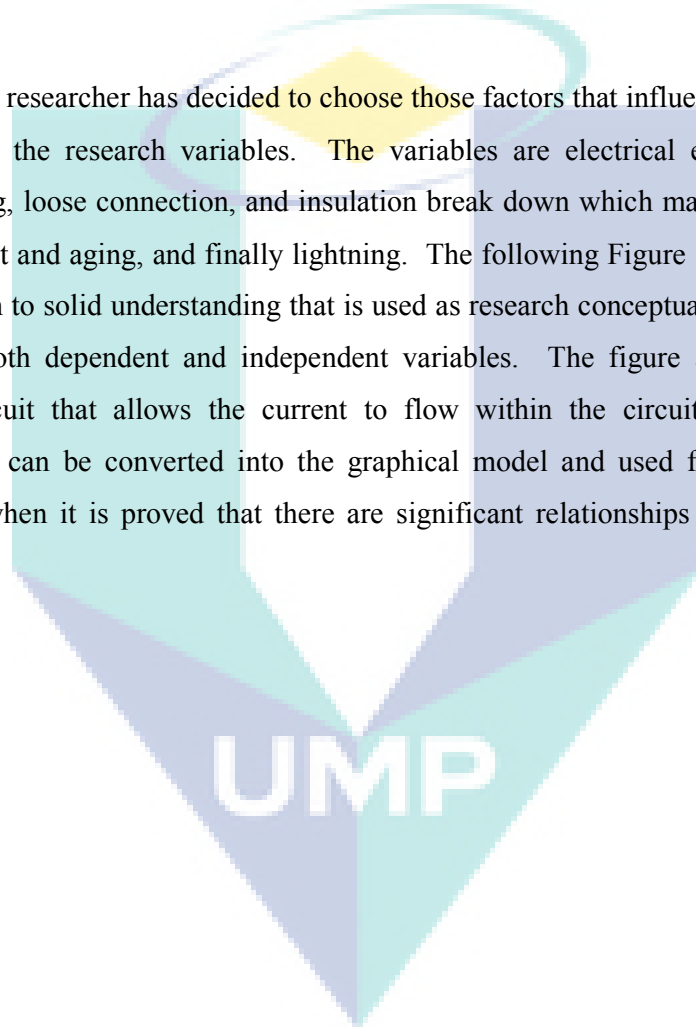 researcher has decided to choose those factors that influe
the research variables. The variables are electrical e
g, loose connection, and insulation break down which ma
t and aging, and finally lightning. The following Figure
to solid understanding that is used as research conceptua
oth dependent and independent variables. The figure
cuit that allows the current to flow within the circuit
can be converted into the graphical model and used f
when it is proved that there are significant relationships
UMP